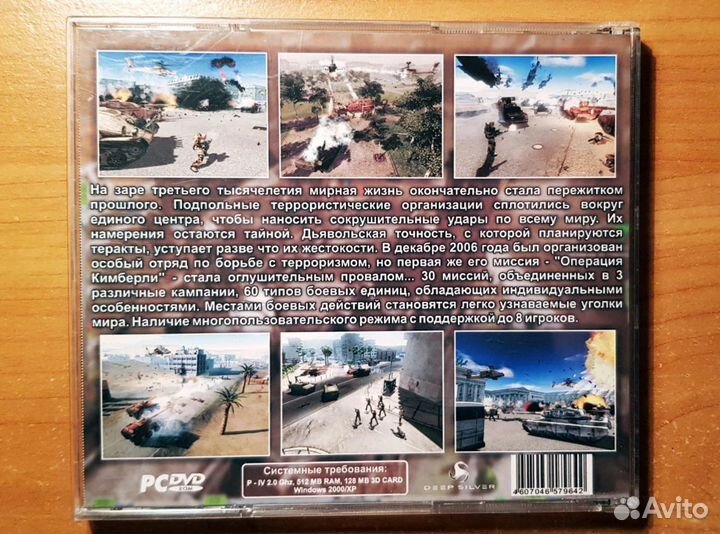 На заре третьего тысячелетия мирная жизнь окончательно стала пережитком
прошлого. Подпольные террористические организации сплотились вокруг
единого центра, чтобы наносить сокрушительные удары по всему миру. Их
намерения остаются тайной. Дьявольская точность, с которой планируются
теракты, уступает разве что их жестокости. В декабре 2006 года был организован
особый отряд по борьбе с терроризмом, но первая же его миссия - "Операция
Кимберли" - стала оглушительным провалом... 30 миссий, объединенных в 3
различные кампании, 60 типов боевых единиц, обладающих индивидуальными
особенностями. Местами боевых действий становятся легко узнаваемые уголки
мира. Наличие многопользовательского режима с поддержкой до 8 игроков.
PC DVD ROM
Системные требования:
P - IV 2.0 Ghz, 512 MB RAM, 128 MB 3D CARD
Windows 2000/XP
DEEP SILVER
4607046579642
Avito